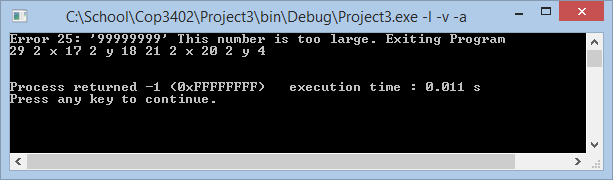 C:\School\Cop3402\Project3\bin\Debug\Project3.exe -l -v -a
Error 25: '99999999' This number is too large. Exiting Program
29 2 x 17 2 y 18 21 2 x 20 2 y 4
Process returned -1 (0xFFFFFFFF)   execution time : 0.011 s
Press any key to continue.